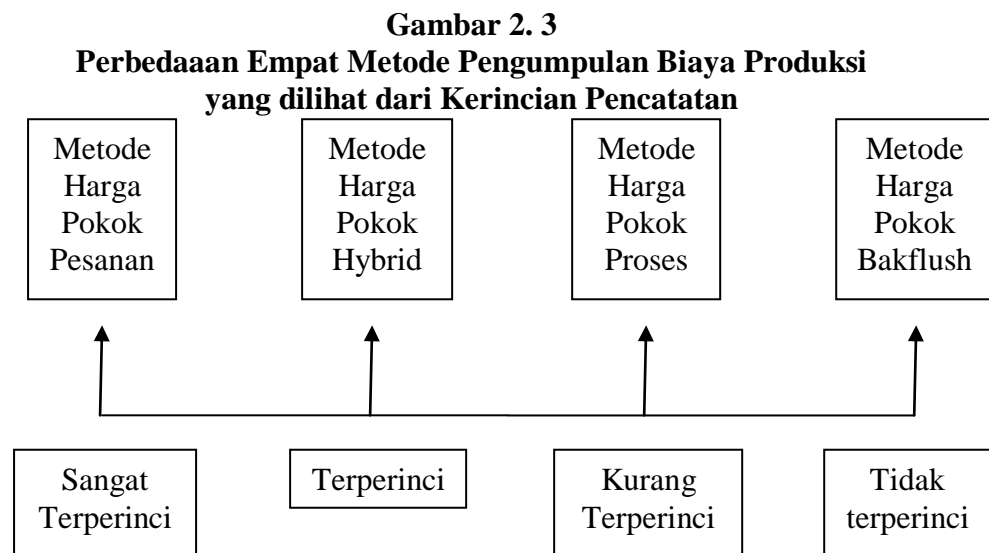 Gambar 2. 3
Perbedaaan Empat Metode Pengumpulan Biaya Produksi
yang dilihat dari Kerincian Pencatatan
Metode
Harga
Pokok
Pesanan
Metode
Harga
Pokok
Hybrid
Metode
Harga
Pokok
Proses
Metode
Harga
Pokok
Bakflush
Sangat
Terperinci
Terperinci
Kurang
Terperinci
Tidak
terperinci